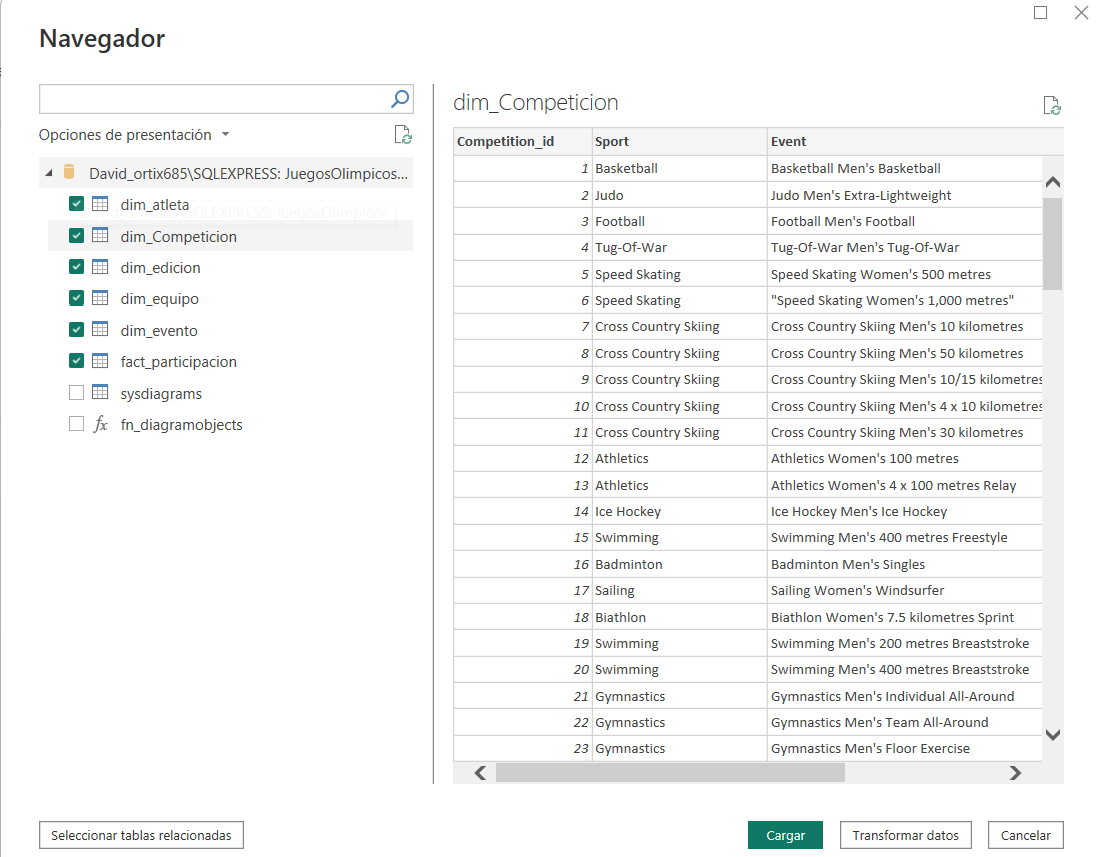 Navegador
Opciones de presentación
David_ortix685\SQLEXPRESS: JuegosOlimpicos...
SQLEXPRESS: JuegosOlimpicos
dim_atleta
dim_Competicion
dim_edicion
dim_equipo
dim_evento
fact_participacion
sysdiagrams
fx fn_diagramobjects
dim_Competicion
Competition_id Sport Event
1 Basketball Basketball Men's Basketball
2 Judo Judo Men's Extra-Lightweight
3 Football Football Men's Football
4 Tug-Of-War Tug-Of-War Men's Tug-Of-War
5 Speed Skating Speed Skating Women's 500 metres
6 Speed Skating "Speed Skating Women's 1,000 metres"
7 Cross Country Skiing Cross Country Skiing Men's 10 kilometres
8 Cross Country Skiing Cross Country Skiing Men's 50 kilometres
9 Cross Country Skiing Cross Country Skiing Men's 10/15 kilometres
10 Cross Country Skiing Cross Country Skiing Men's 4 x 10 kilometres
11 Cross Country Skiing Cross Country Skiing Men's 30 kilometres
12 Athletics Athletics Women's 100 metres
13 Athletics Athletics Women's 4 x 100 metres Relay
14 Ice Hockey Ice Hockey Men's Ice Hockey
15 Swimming Swimming Men's 400 metres Freestyle
16 Badminton Badminton Men's Singles
17 Sailing Sailing Women's Windsurfer
18 Biathlon Biathlon Women's 7.5 kilometres Sprint
19 Swimming Swimming Men's 200 metres Breaststroke
20 Swimming Swimming Men's 400 metres Breaststroke
21 Gymnastics Gymnastics Men's Individual All-Around
22 Gymnastics Gymnastics Men's Team All-Around
23 Gymnastics Gymnastics Men's Floor Exercise
Seleccionar tablas relacionadas
Cargar
Transformar datos
Cancelar